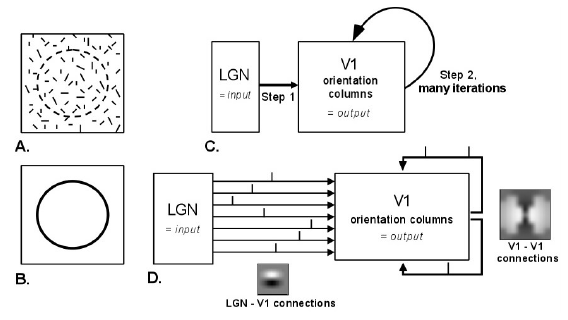 A.
B.
C.
LGN
= input
Step 1
V1
orientation
columns
= output
Step 2,
many iterations
D.
LGN
= input
V1
orientation columns
= output
LGN - V1 connections
V1 - V1
connections